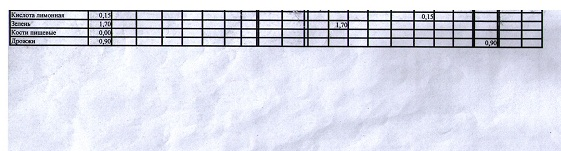 Кислота лимонная 0,15 0,15
Зелень 1,70 1,70
Кости пищевые 0,00
Дрожжи 0,90 0,90